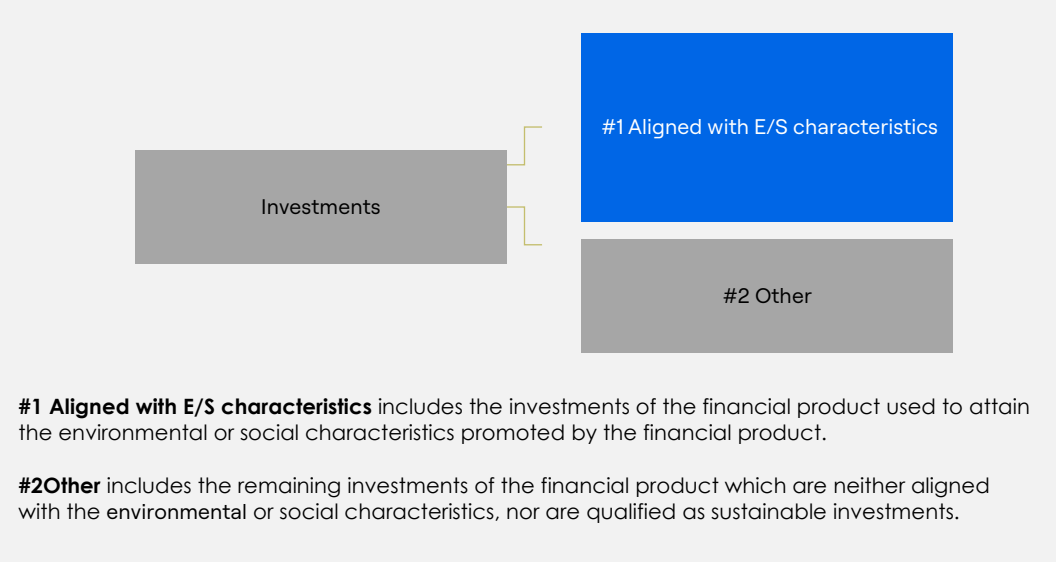 #1 Aligned with E/S characteristics
Investments
#2 Other
#1 Aligned with E/S characteristics includes the investments of the financial product used to attain
the environmental or social characteristics promoted by the financial product.
#2Other includes the remaining investments of the financial product which are neither aligned
with the environmental or social characteristics, nor are qualified as sustainable investments.